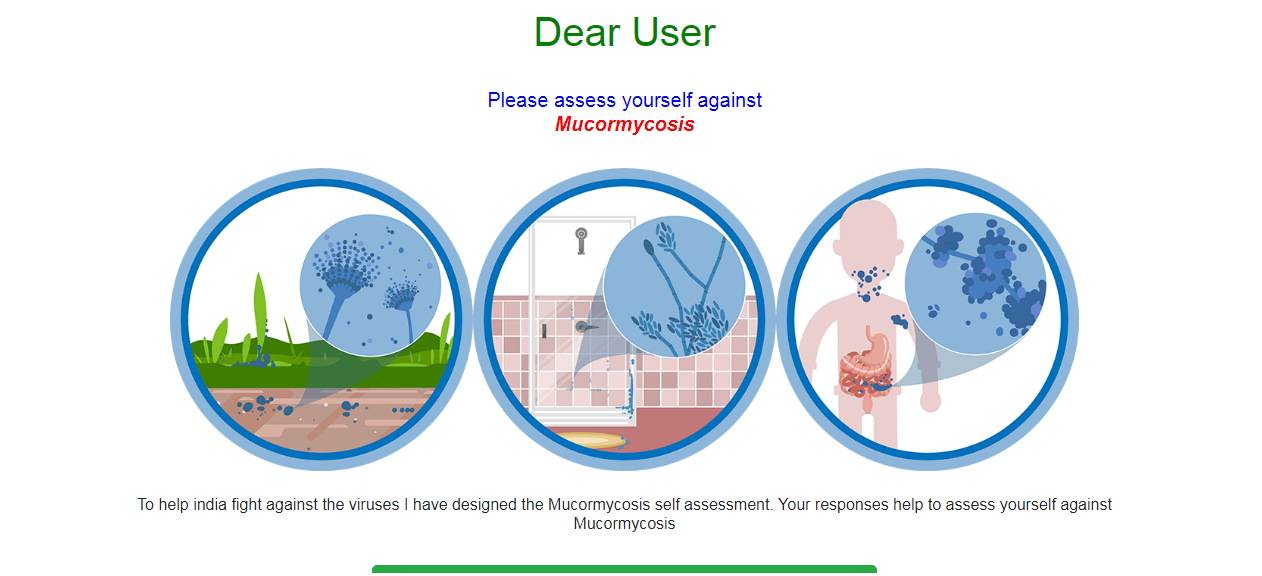 Dear User
Please assess yourself against
Mucormycosis
To help india fight against the viruses I have designed the Mucormycosis self assessment. Your responses help to assess yourself against
Mucormycosis